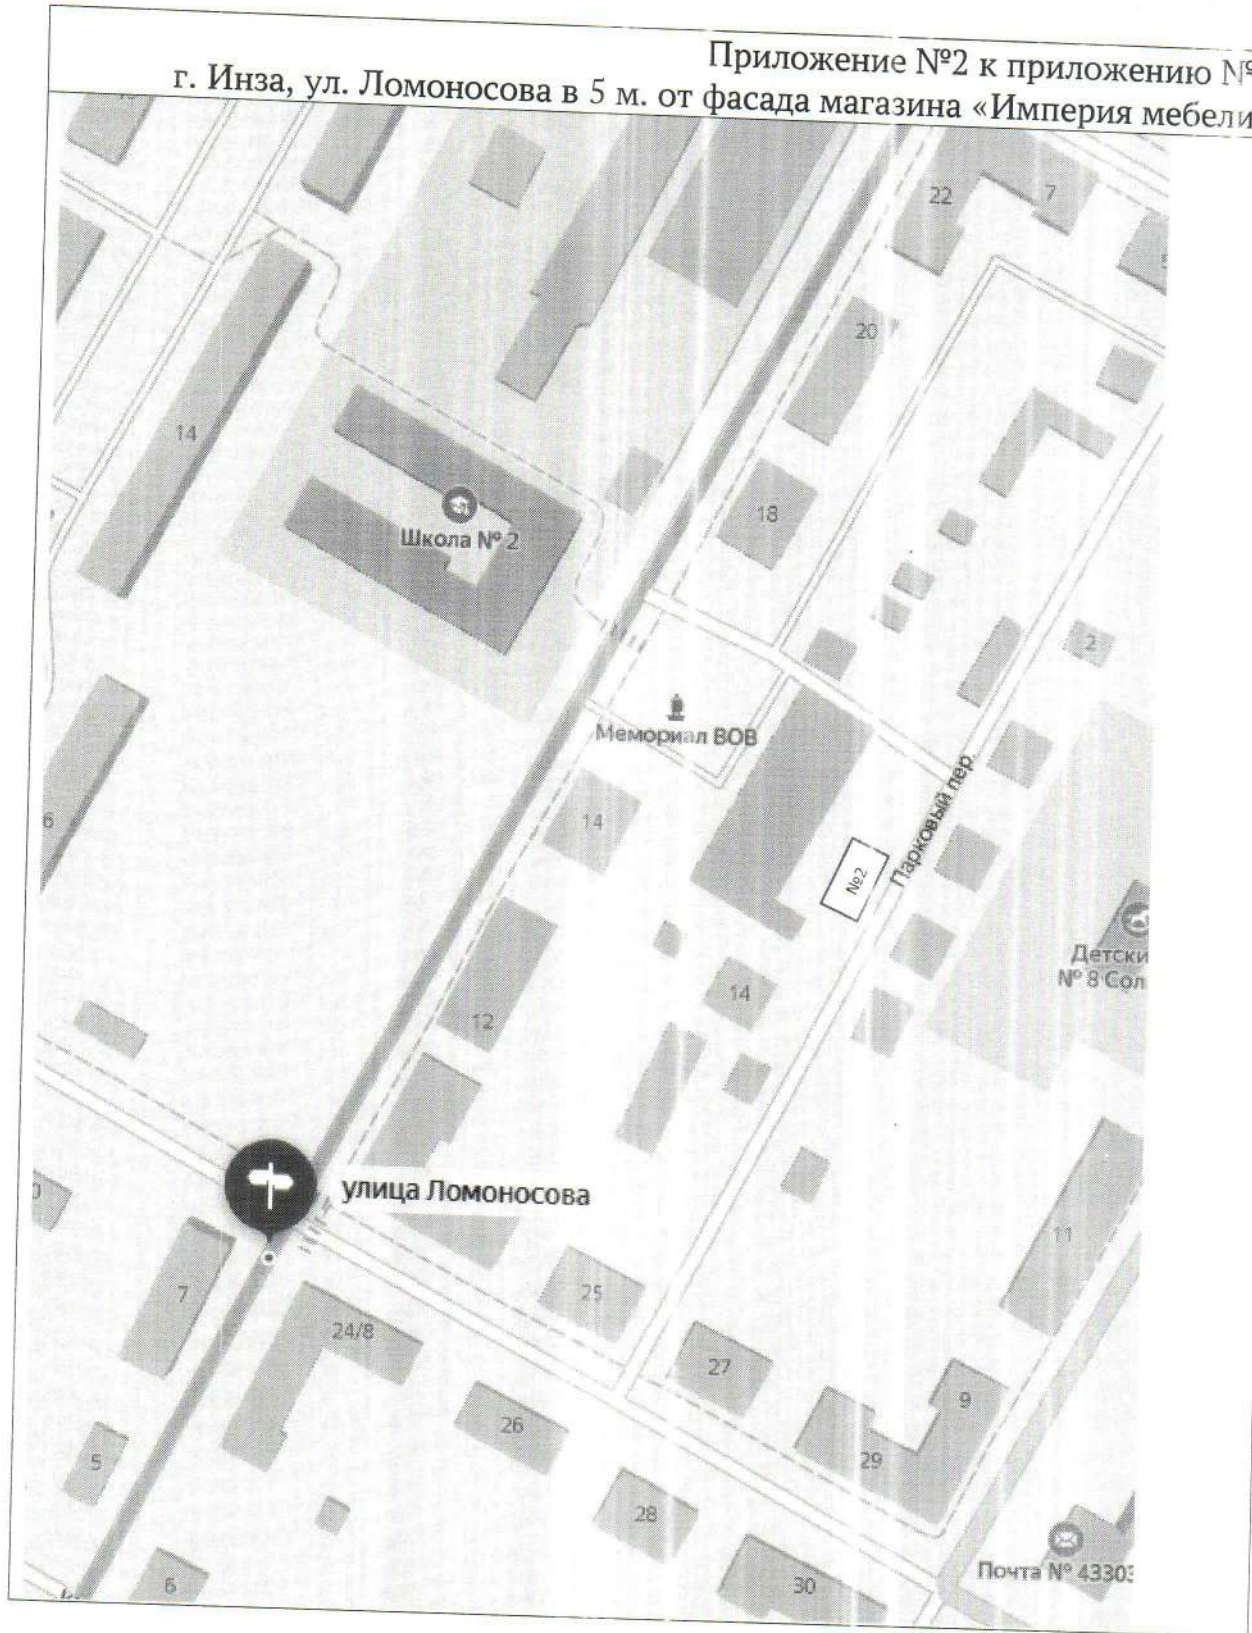 Приложение №2 к приложению №
г. Инза, ул. Ломоносова в 5 м. от фасада магазина «Империя мебели
22
7
20
14
18
Школа № 2
2
Мемориал ВОВ
Парковый пер.
14
6
№2
Детски
№ 8 Сол
14
12
улица Ломоносова
11
7
25
24/8
27
9
26
5
29
28
Почта № 43303
30
6